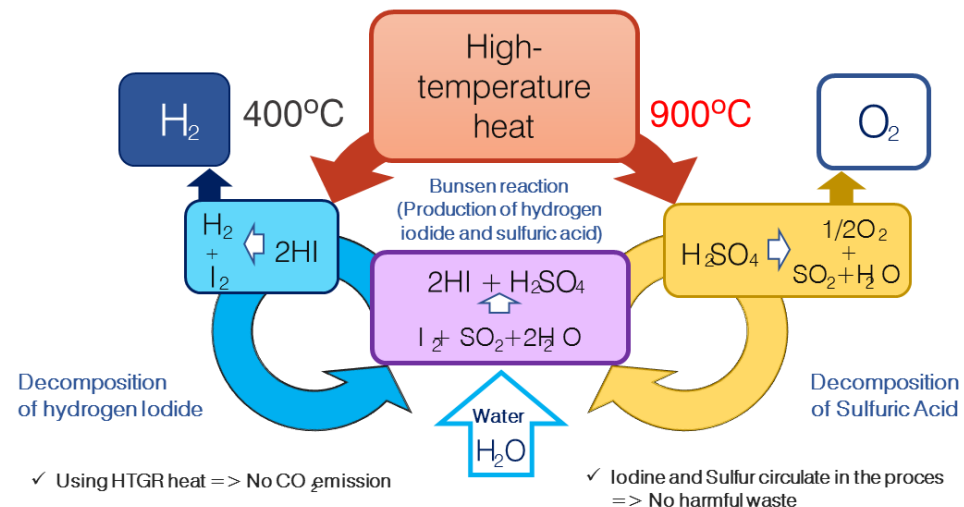 High-
temperature
heat
H₂
400ºC
900ºC
O₂
Bunsen reaction
(Production of hydrogen
iodide and sulfuric acid)
H₂
+
I₂
2HI
H₂SO₄
1/2O₂
+
SO₂+H₂O
2HI + H₂SO₄
I₂+ SO₂+2H₂O
Decomposition
of hydrogen Iodide
Decomposition
of Sulfuric Acid
Water
H₂O
✓ Using HTGR heat => No CO₂ emission
✓ Iodine and Sulfur circulate in the proces
=> No harmful waste